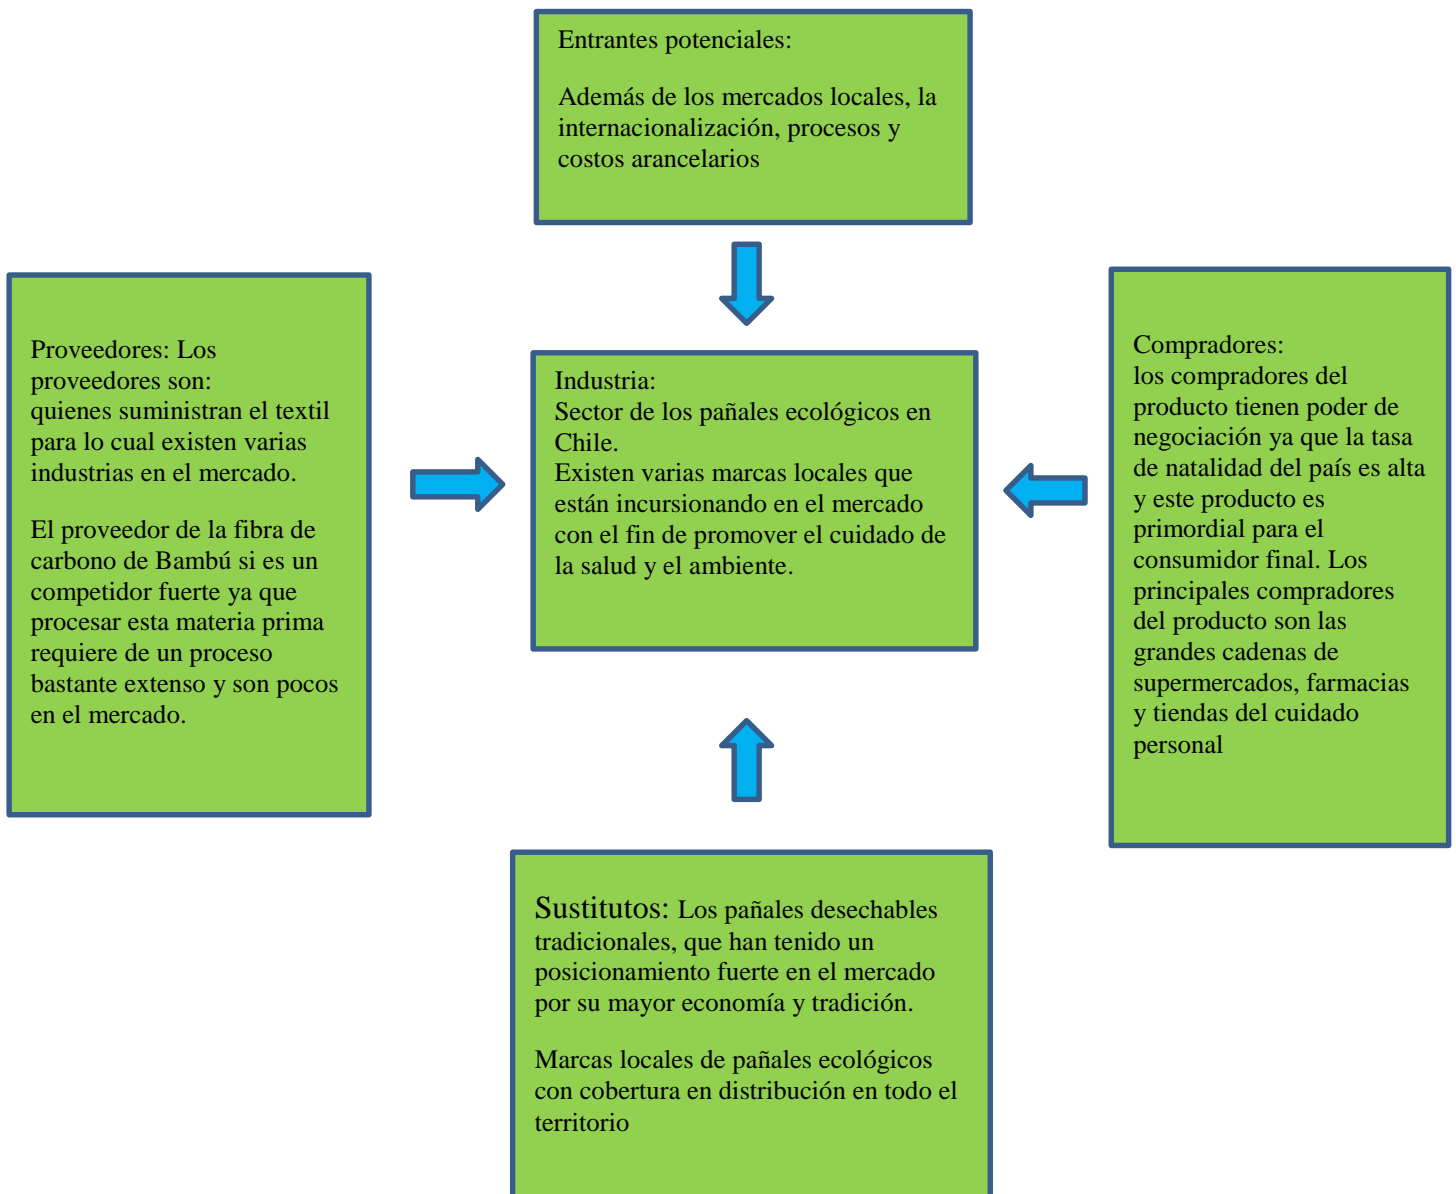 Entrantes potenciales:
Además de los mercados locales, la
internacionalización, procesos y
costos arancelarios
Proveedores: Los
proveedores son:
quienes suministran el textil
para lo cual existen varias
industrias en el mercado.
El proveedor de la fibra de
carbono de Bambú si es un
competidor fuerte ya que
procesar esta materia prima
requiere de un proceso
bastante extenso y son pocos
en el mercado.
Industria:
Sector de los pañales ecológicos en
Chile.
Existen varias marcas locales que
están incursionando en el mercado
con el fin de promover el cuidado de
la salud y el ambiente.
Compradores:
los compradores del
producto tienen poder de
negociación ya que la tasa
de natalidad del país es alta
y este producto es
primordial para el
consumidor final. Los
principales compradores
del producto son las
grandes cadenas de
supermercados, farmacias
y tiendas del cuidado
personal
Sustitutos: Los pañales desechables
tradicionales, que han tenido un
posicionamiento fuerte en el mercado
por su mayor economía y tradición.
Marcas locales de pañales ecológicos
con cobertura en distribución en todo el
territorio